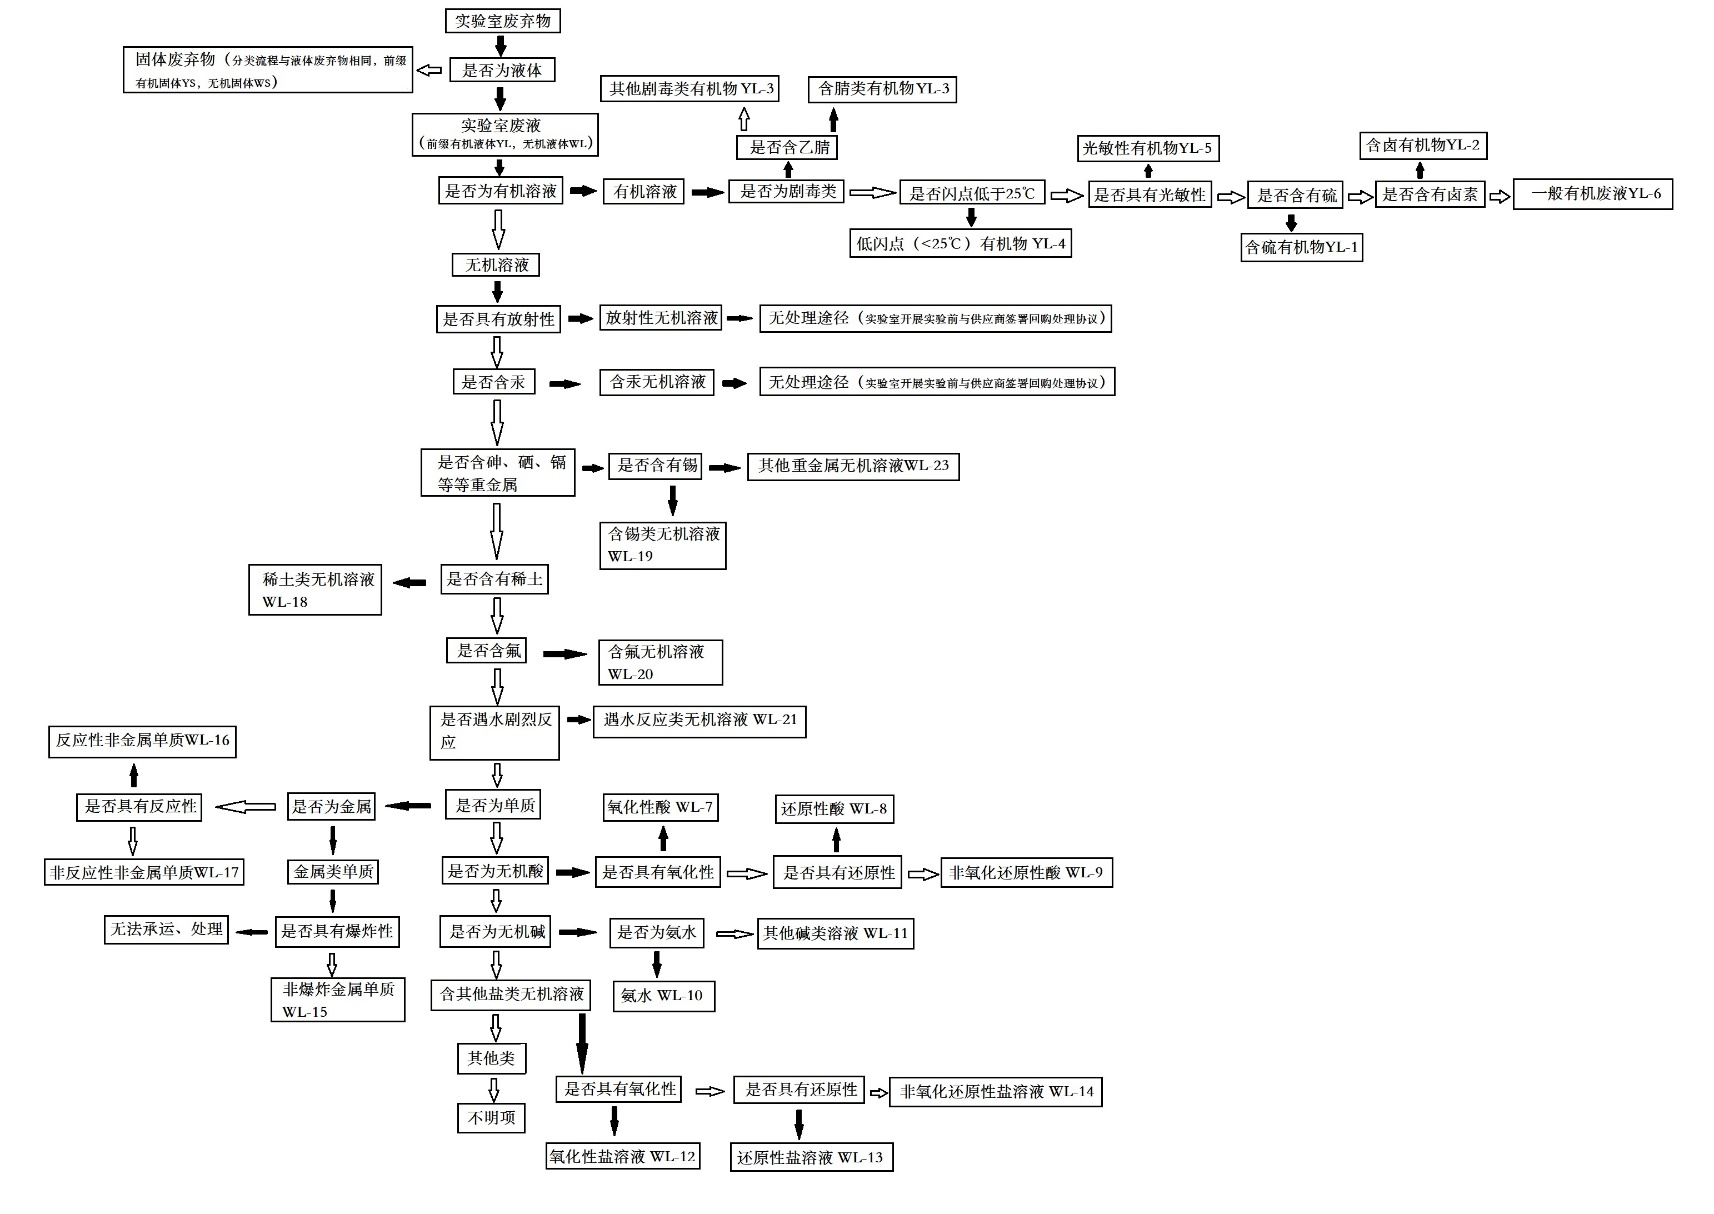 实验室废弃物
固体废弃物（分类流程与液体废弃物相同，前缀
有机固体YS，无机固体WS）
是否为液体
其他剧毒类有机物 YL-3
含腈类有机物YL-3
实验室废液
（前缀有机液体YL，无机液体WL）
是否含乙腈
光敏性有机物YL-5
含卤有机物YL-2
是否为有机溶液
有机溶液
是否为剧毒类
是否闪点低于25℃
是否具有光敏性
是否含有硫
是否含有卤素
一般有机废液YL-6
低闪点（<25℃）有机物 YL-4
含硫有机物YL-1
无机溶液
是否具有放射性
放射性无机溶液
无处理途径（实验室开展实验前与供应商签署回购处理协议）
是否含汞
含汞无机溶液
无处理途径（实验室开展实验前与供应商签署回购处理协议）
是否含砷、硒、镉
等等重金属
是否含有锡
其他重金属无机溶液WL-23
含锡类无机溶液
WL-19
稀土类无机溶液
WL-18
是否含有稀土
是否含氟
含氟无机溶液
WL-20
是否遇水剧烈反
应
遇水反应类无机溶液 WL-21
反应性非金属单质WL-16
是否具有反应性
是否为金属
是否为单质
氧化性酸 WL-7
还原性酸 WL-8
非反应性非金属单质WL-17
金属类单质
是否为无机酸
是否具有氧化性
是否具有还原性
非氧化还原性酸 WL-9
无法承运、处理
是否具有爆炸性
是否为无机碱
是否为氨水
其他碱类溶液 WL-11
非爆炸金属单质
WL-15
含其他盐类无机溶液
氨水 WL-10
其他类
是否具有氧化性
是否具有还原性
非氧化还原性盐溶液 WL-14
不明项
氧化性盐溶液 WL-12
还原性盐溶液 WL-13